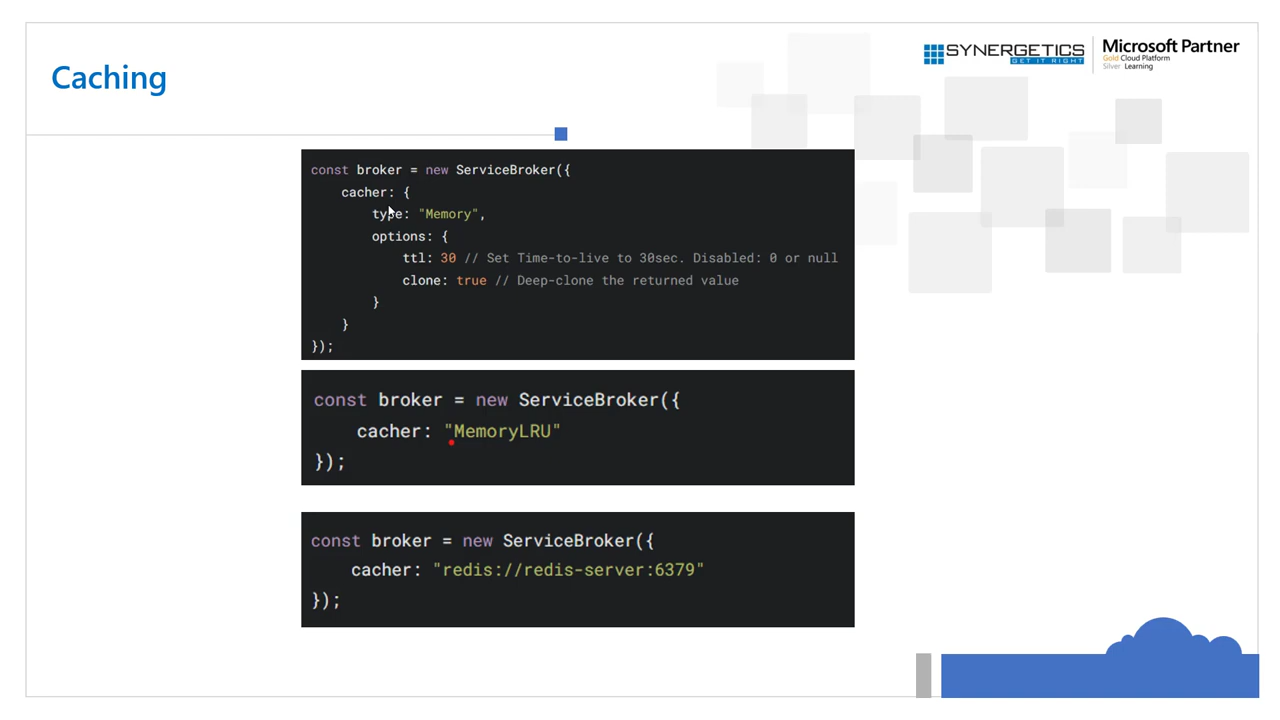 SYNERGETICS
GET IT RIGHT
Microsoft Partner
Gold Cloud Platform
Silver Learning
Caching
const broker = new ServiceBroker({
cacher: {
type: "Memory",
options: {
ttl: 30 // Set Time-to-live to 30sec. Disabled: 0 or null
clone: true // Deep-clone the returned value
}
}
});
const broker = new ServiceBroker({
cacher: "MemoryLRU"
});
const broker = new ServiceBroker({
cacher: "redis://redis-server:6379"
});